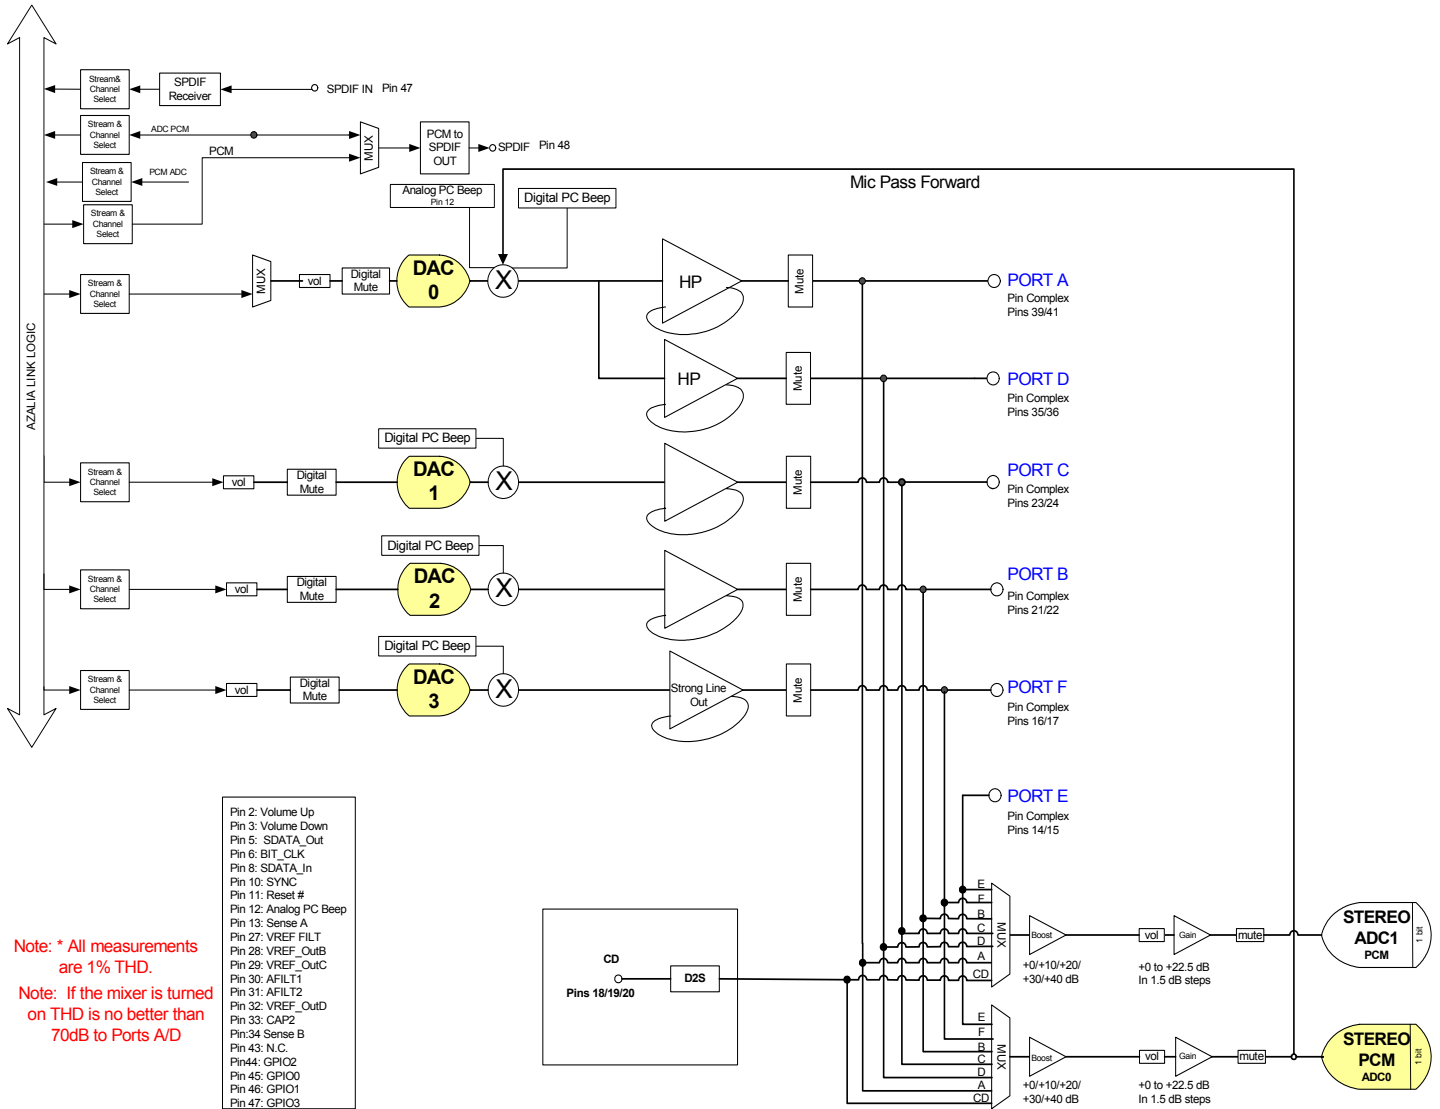 Stream&
Channel
Select
SPDIF
Receiver
SPDIF IN Pin 47
Stream &
Channel
Select
ADC PCM
MUX
PCM to
SPDIF
OUT
SPDIF Pin 48
PCM
Stream &
Channel
Select
PCM ADC
Stream &
Channel
Select
Analog PC Beep
Pin 12
Digital PC Beep
Mic Pass Forward
AZALIA LINK LOGIC
Stream &
Channel
Select
MUX
vol
Digital
Mute
DAC
0
X
HP
Mute
PORT A
Pin Complex
Pins 39/41
HP
Mute
PORT D
Pin Complex
Pins 35/36
Digital PC Beep
Stream &
Channel
Select
vol
Digital
Mute
DAC
1
X
Mute
PORT C
Pin Complex
Pins 23/24
Digital PC Beep
Stream &
Channel
Select
vol
Digital
Mute
DAC
2
X
Mute
PORT B
Pin Complex
Pins 21/22
Digital PC Beep
Stream &
Channel
Select
vol
Digital
Mute
DAC
3
X
Strong Line
Out
Mute
PORT F
Pin Complex
Pins 16/17
PORT E
Pin Complex
Pins 14/15
Note: * All measurements
are 1% THD.
Note: If the mixer is turned
on THD is no better than
70dB to Ports A/D
Pin 2: Volume Up
Pin 3: Volume Down
Pin 5: SDATA_Out
Pin 6: BIT_CLK
Pin 8: SDATA_In
Pin 10: SYNC
Pin 11: Reset #
Pin 12: Analog PC Beep
Pin 13: Sense A
Pin 27: VREF FILT
Pin 28: VREF_OutB
Pin 29: VREF_OutC
Pin 30: AFILT1
Pin 31: AFILT2
Pin 32: VREF_OutD
Pin 33: CAP2
Pin:34 Sense B
Pin 43: N.C.
Pin44: GPIO2
Pin 45: GPIO0
Pin 46: GPIO1
Pin 47: GPIO3
CD
Pins 18/19/20
D2S
E
F
B
C
D
A
CD
MUX
Boost
+0/+10/+20/
+30/+40 dB
vol
Gain
+0 to +22.5 dB
In 1.5 dB steps
mute
STEREO
ADC1
PCM
1 bit
E
F
B
C
D
A
CD
MUX
Boost
+0/+10/+20/
+30/+40 dB
vol
Gain
+0 to +22.5 dB
In 1.5 dB steps
mute
STEREO
PCM
ADC0
1 bit